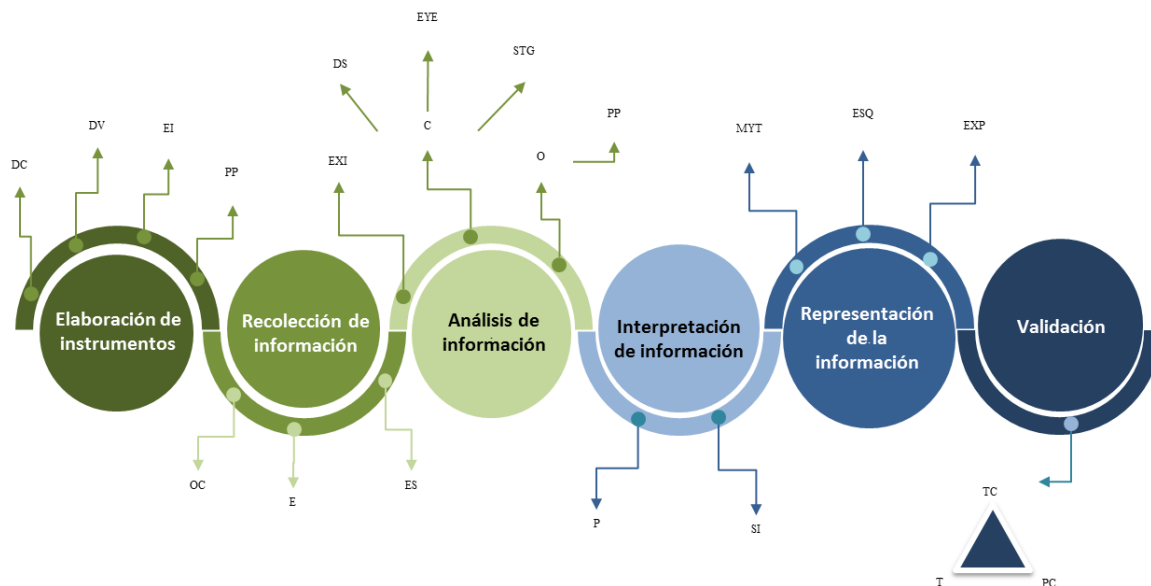 EYE
STG
DS
C
PP
DV
EI
DC
PP
EXI
O
MYT
ESQ
EXP
Elaboración de
instrumentos
Recolección de
información
Análisis de
información
Interpretación
de información
Representación
de la
información
Validación
OC
E
ES
P
SI
TC
T
PC